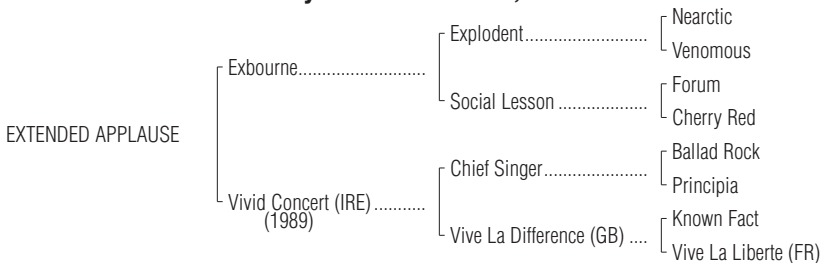 Nearctic
Explodent..........................
Venomous
Exbourne...........................
Forum
Social Lesson ...................
Cherry Red
EXTENDED APPLAUSE
Ballad Rock
Chief Singer......................
Principia
Vivid Concert (IRE) ...........
(1989)
Known Fact
Vive La Difference (GB) ....
Vive La Liberte (FR)